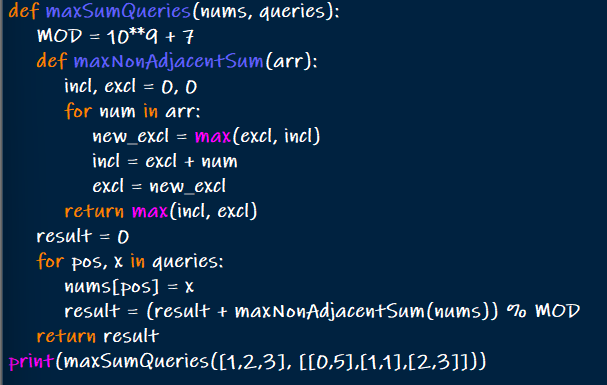 def maxSumQueries(nums, queries):
    MOD = 10**9 + 7
    def maxNonAdjacentSum(arr):
        incl, excl = 0, 0
        for num in arr:
            new_excl = max(excl, incl)
            incl = excl + num
            excl = new_excl
        return max(incl, excl)
    result = 0
    for pos, x in queries:
        nums[pos] = x
        result = (result + maxNonAdjacentSum(nums)) % MOD
    return result
print(maxSumQueries([1,2,3], [[0,5],[1,1],[2,3]]))